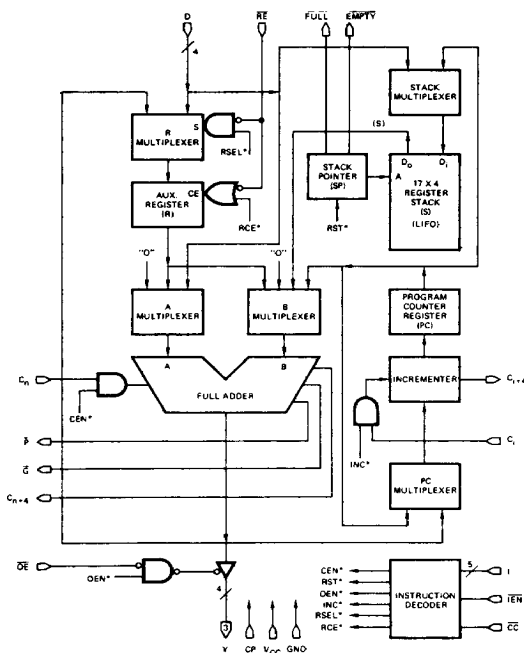 D
RE
FULL
EMPTY
4
STACK
MULTIPLEXER
R
MULTIPLEXER
S
RSEL*
(S)
STACK
POINTER
(SP)
A
Do
Di
17 X 4
REGISTER
STACK
(S)
(LIFO)
AUX.
REGISTER
(R)
CE
RCE*
RST*
"0"
"0"
A
MULTIPLEXER
B
MULTIPLEXER
PROGRAM
COUNTER
REGISTER
(PC)
A
B
FULL ADDER
Cn
CEN*
INCREMENTER
Ci+4
P
G
Cn+4
Ci
INC*
PC
MULTIPLEXER
OE
OEN*
4
3
Y
CP
VCC
GND
CEN*
RST*
OEN*
INC*
RSEL*
RCE*
INSTRUCTION
DECODER
5
I
IEN
CC